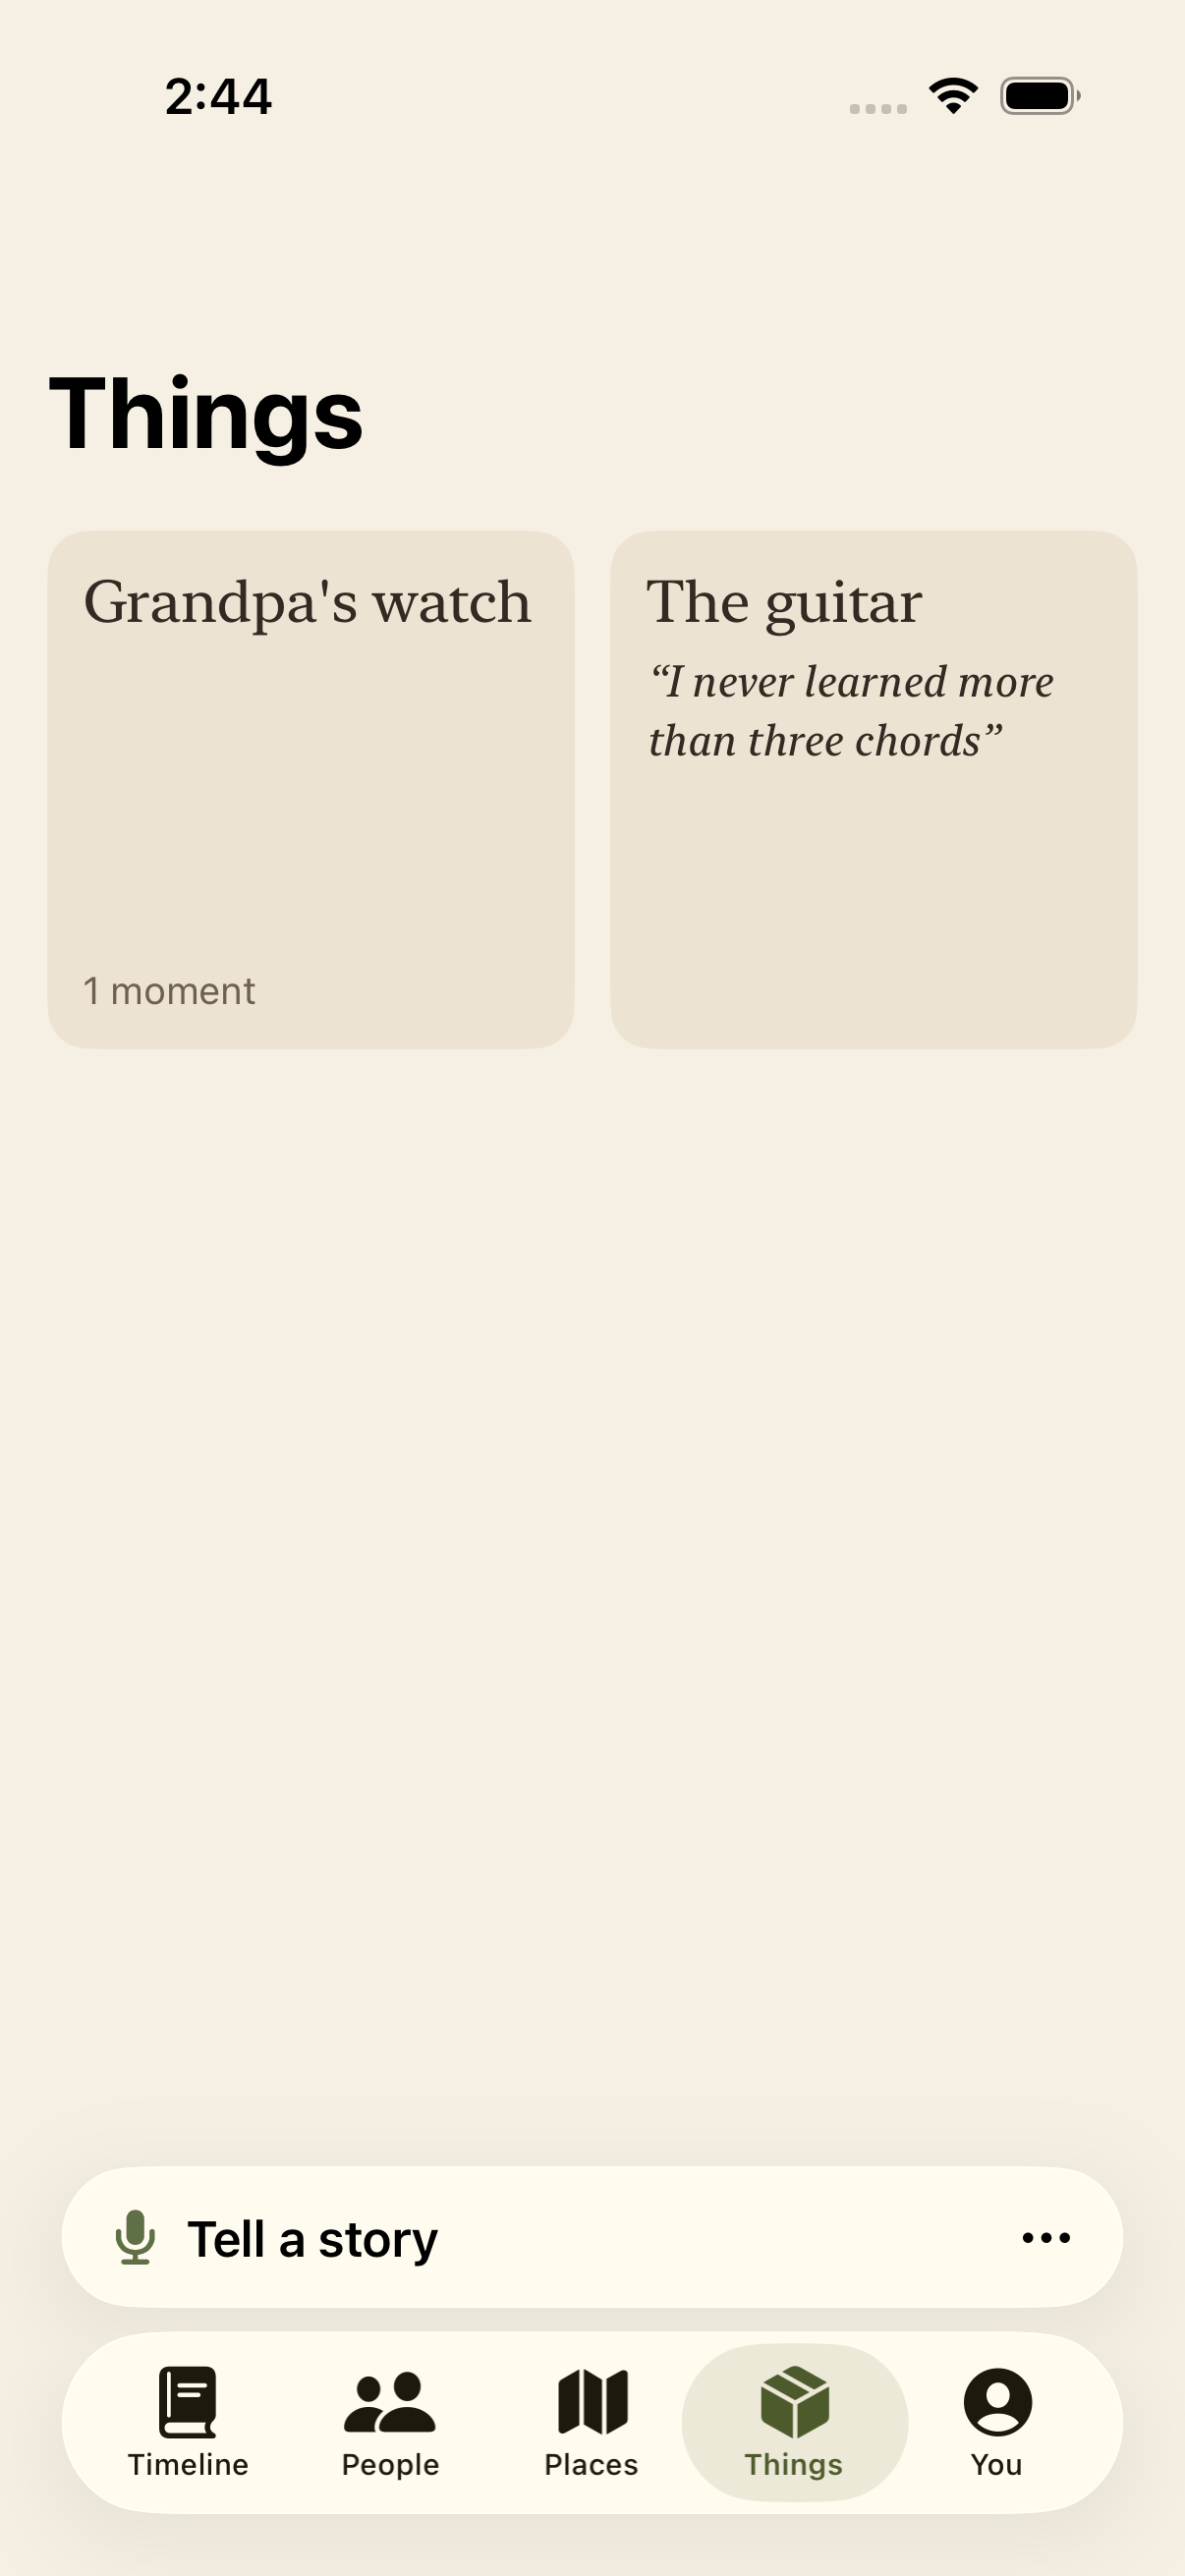 2:44
Things
Grandpa's watch
1 moment
The guitar
“I never learned more
than three chords”
Tell a story
Timeline
People
Places
Things
You